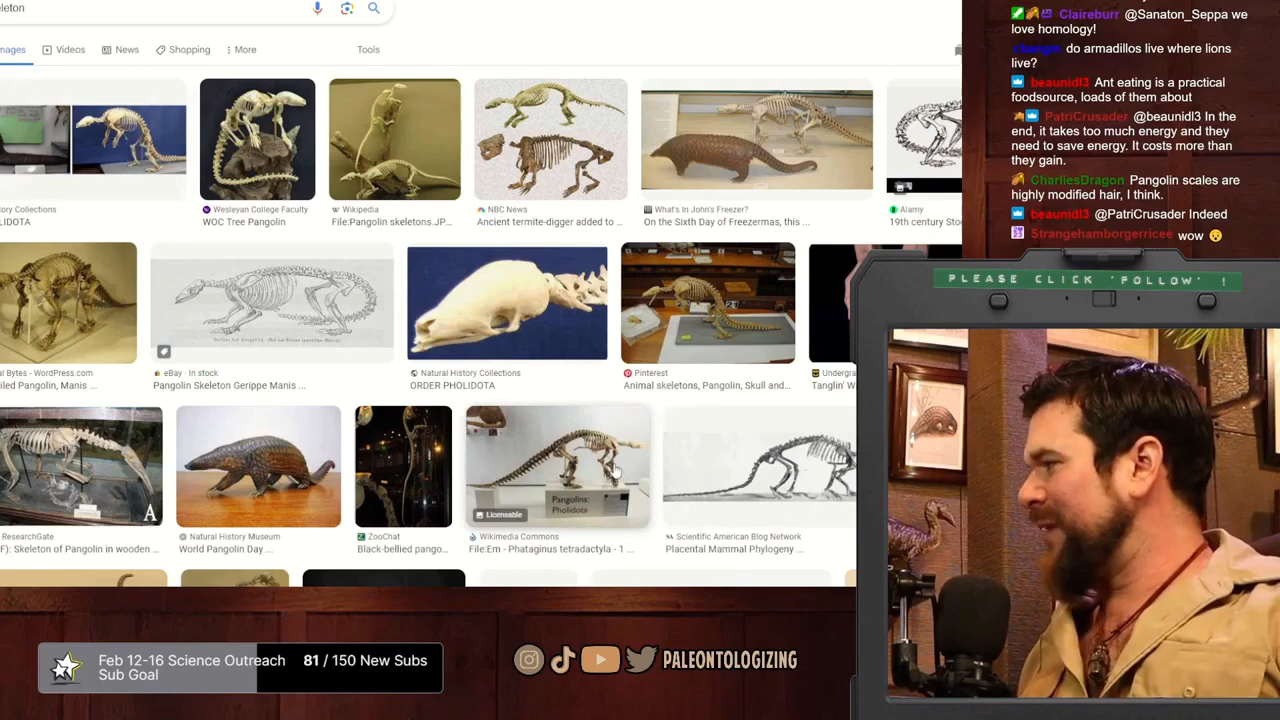 eleton
mages
Videos
News
Shopping
More
Tools
tory Collections
LIDOTA
Wesleyan College Faculty
WOC Tree Pangolin
Wikipedia
File:Pangolin skeletons.JP...
NBC News
Ancient termite-digger added to ...
What's In John's Freezer?
On the Sixth Day of Freezermas, this ...
Alamy
19th century Sto
al Bytes - WordPress.com
iled Pangolin, Manis ...
eBay · In stock
Pangolin Skeleton Gerippe Manis ...
Natural History Collections
ORDER PHOLIDOTA
Pinterest
Animal skeletons, Pangolin, Skull and...
Undergra
Tanglin' W
A
Pangolins:
Pholidota
Licensable
ResearchGate
F): Skeleton of Pangolin in wooden ...
Natural History Museum
World Pangolin Day ...
ZooChat
Black-bellied pango...
Wikimedia Commons
File:Em - Phataginus tetradactyla - 1 ...
Scientific American Blog Network
Placental Mammal Phylogeny ...
Claireburr @Sanaton_Seppa we
love homology!
do armadillos live where lions
live?
beaunidl3 Ant eating is a practical
foodsource, loads of them about
PatriCrusader @beaunidl3 In the
end, it takes too much energy and they
need to save energy. It costs more than
they gain.
CharliesDragon Pangolin scales are
highly modified hair, I think.
beaunidl3 @PatriCrusader Indeed
Strangehamborgerricee wow 😮
PLEASE CLICK 'FOLLOW' !
Feb 12-16 Science Outreach
Sub Goal
81 / 150 New Subs
PALEONTOLOGIZING